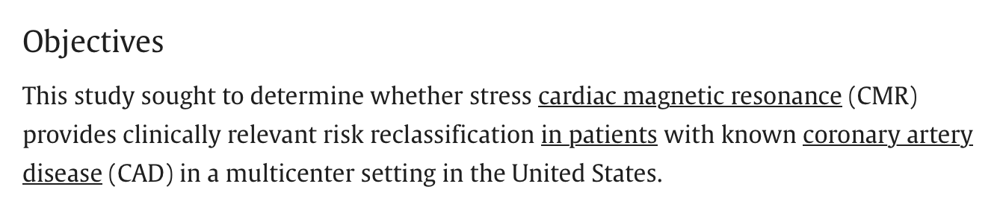 Objectives
This study sought to determine whether stress cardiac magnetic resonance (CMR)
provides clinically relevant risk reclassification in patients with known coronary artery
disease (CAD) in a multicenter setting in the United States.